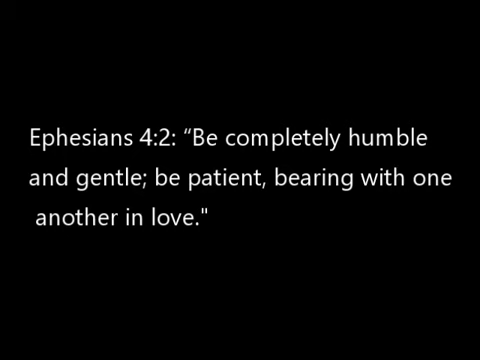 Ephesians 4:2: “Be completely humble
and gentle; be patient, bearing with one
another in love."